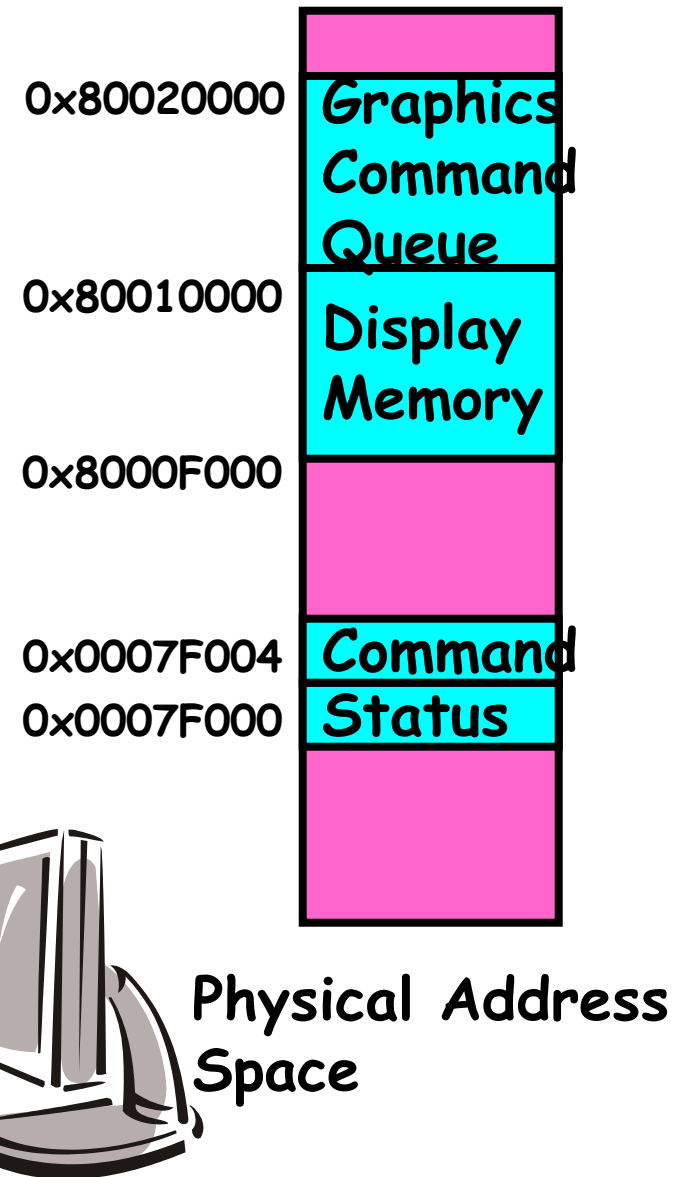 0x80020000
Graphics
Command
Queue
0x80010000
Display
Memory
0x8000F000
0x0007F004
Command
0x0007F000
Status
Physical Address
Space